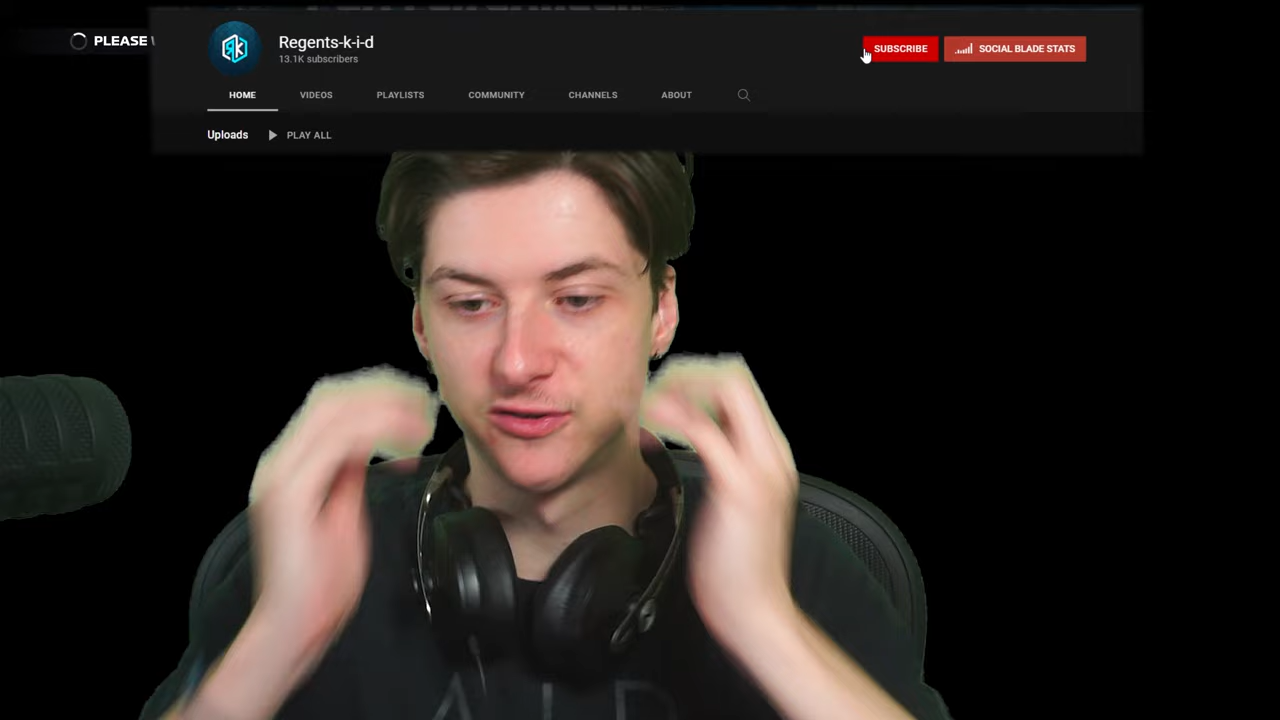 PLEASE
Regents-k-i-d
13.1K subscribers
SUBSCRIBE
SOCIAL BLADE STATS
HOME VIDEOS PLAYLISTS COMMUNITY CHANNELS ABOUT
Uploads PLAY ALL